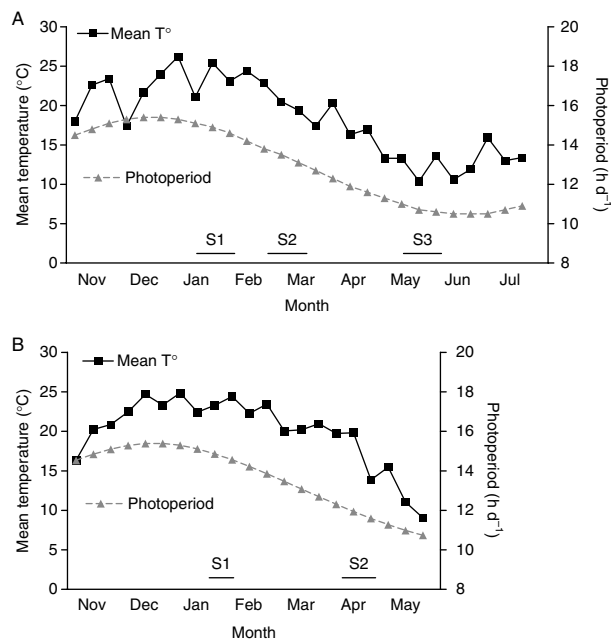 A
30
25
20
15
10
5
0
Mean temperature (°C)
Mean T°
Photoperiod
S1
S2
S3
20
18
16
14
12
10
8
Photoperiod (h d⁻¹)
Nov Dec Jan Feb Mar Apr May Jun Jul
Month
B
30
25
20
15
10
5
0
Mean temperature (°C)
Mean T°
Photoperiod
S1
S2
20
18
16
14
12
10
8
Photoperiod (h d⁻¹)
Nov Dec Jan Feb Mar Apr May
Month